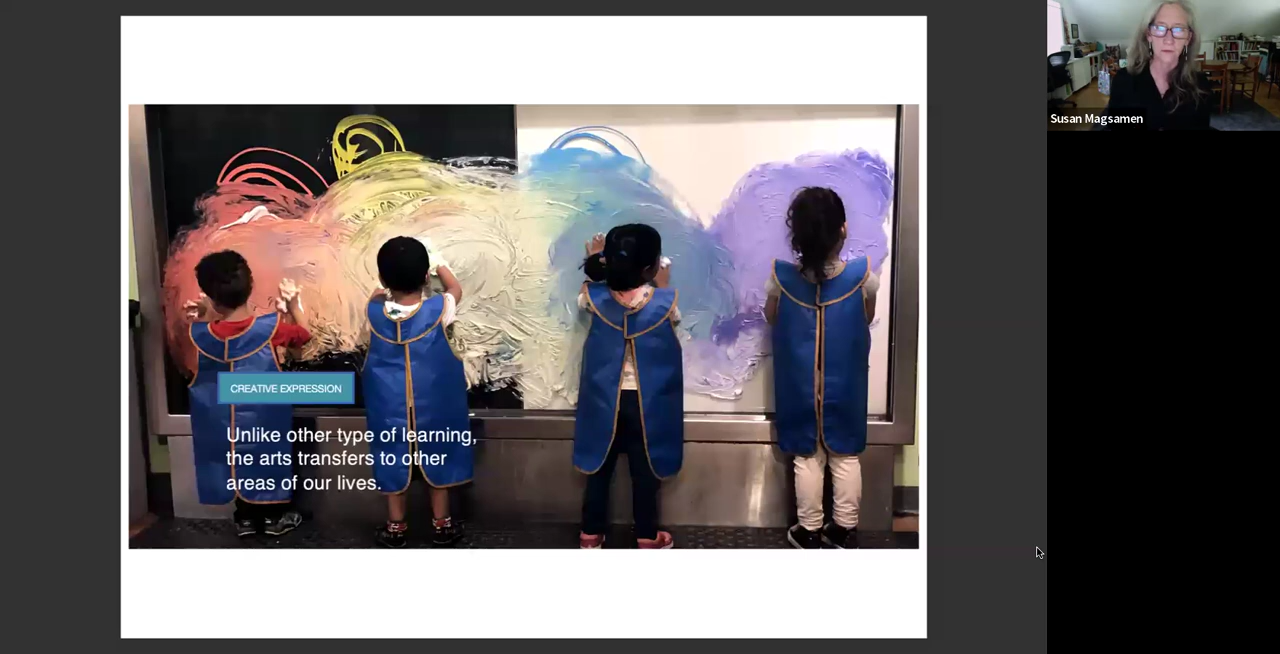 Susan Magsamen
CREATIVE EXPRESSION
Unlike other type of learning,
the arts transfers to other
areas of our lives.